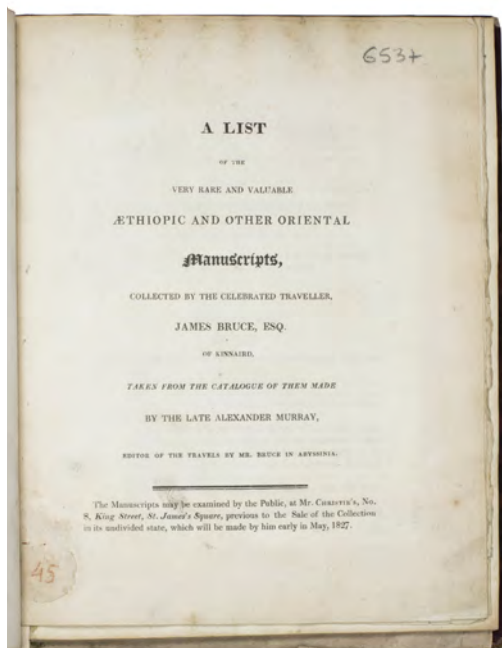 653+
A LIST
OF THE
VERY RARE AND VALUABLE
ÆTHIOPIC AND OTHER ORIENTAL
Manuscripts,
COLLECTED BY THE CELEBRATED TRAVELLER,
JAMES BRUCE, ESQ.
OF KINNAIRD,
TAKEN FROM THE CATALOGUE OF THEM MADE
BY THE LATE ALEXANDER MURRAY,
EDITOR OF THE TRAVELS BY MR. BRUCE IN ABYSSINIA.
The Manuscripts may be examined by the Public, at Mr. CHRISTIE'S, No.
8, King Street, St. James's Square, previous to the Sale of the Collection
in its undivided state, which will be made by him early in May, 1827.
45